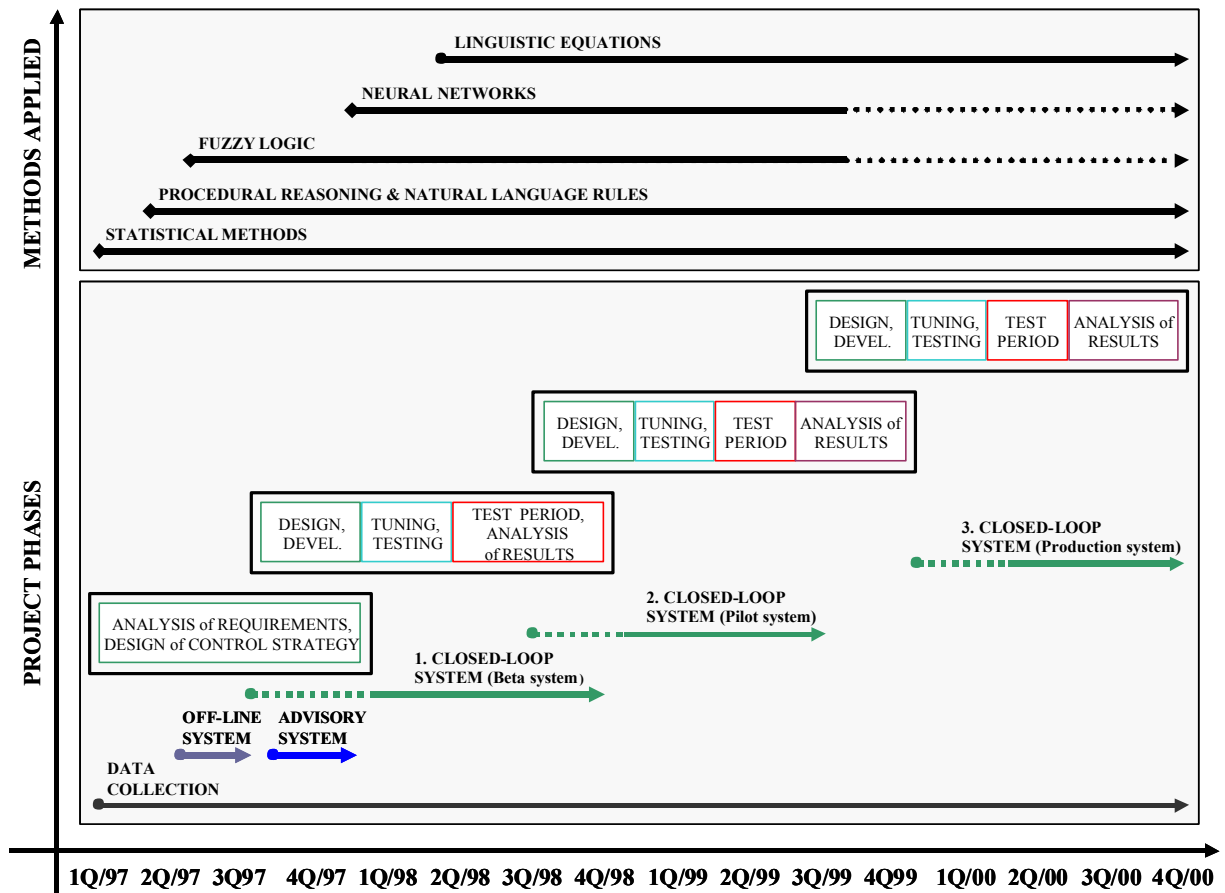 METHODS APPLIED
LINGUISTIC EQUATIONS
NEURAL NETWORKS
FUZZY LOGIC
PROCEDURAL REASONING & NATURAL LANGUAGE RULES
STATISTICAL METHODS
PROJECT PHASES
DESIGN,
DEVEL.
TUNING,
TESTING
TEST
PERIOD
ANALYSIS of
RESULTS
DESIGN,
DEVEL.
TUNING,
TESTING
TEST
PERIOD
ANALYSIS of
RESULTS
DESIGN,
DEVEL.
TUNING,
TESTING
TEST PERIOD,
ANALYSIS
of RESULTS
3. CLOSED-LOOP
SYSTEM (Production system)
ANALYSIS of REQUIREMENTS,
DESIGN of CONTROL STRATEGY
2. CLOSED-LOOP
SYSTEM (Pilot system)
1. CLOSED-LOOP
SYSTEM (Beta system)
OFF-LINE
SYSTEM
ADVISORY
SYSTEM
DATA
COLLECTION
1Q/97 2Q/97 3Q/97 4Q/97 1Q/98 2Q/98 3Q/98 4Q/98 1Q/99 2Q/99 3Q/99 4Q/99 1Q/00 2Q/00 3Q/00 4Q/00